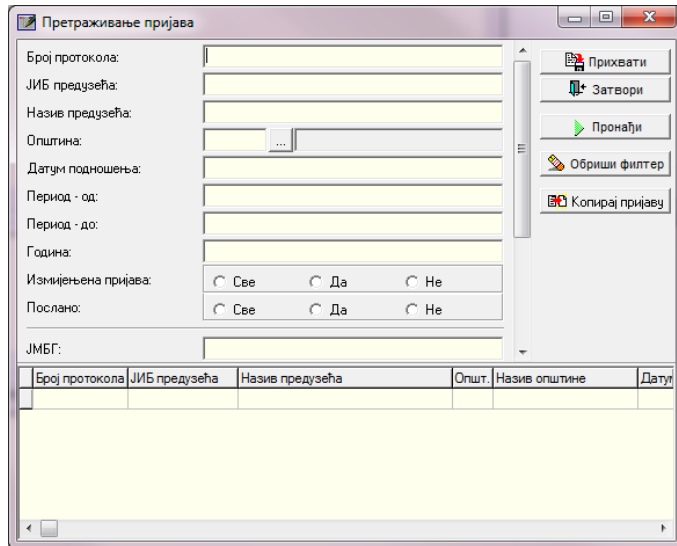 Претраживање пријава
Број протокола:
ЈИБ предузећа:
Назив предузећа:
Општина:
...
Датум подношења:
Период - од:
Период - до:
Година:
Измијењена пријава:
Све Да Не
Послано:
Све Да Не
ЈМБГ:
Прихвати
Затвори
Пронађи
Обриши филтер
Копирај пријаву
Број протокола ЈИБ предузећа Назив предузећа Општ. Назив општине Датум